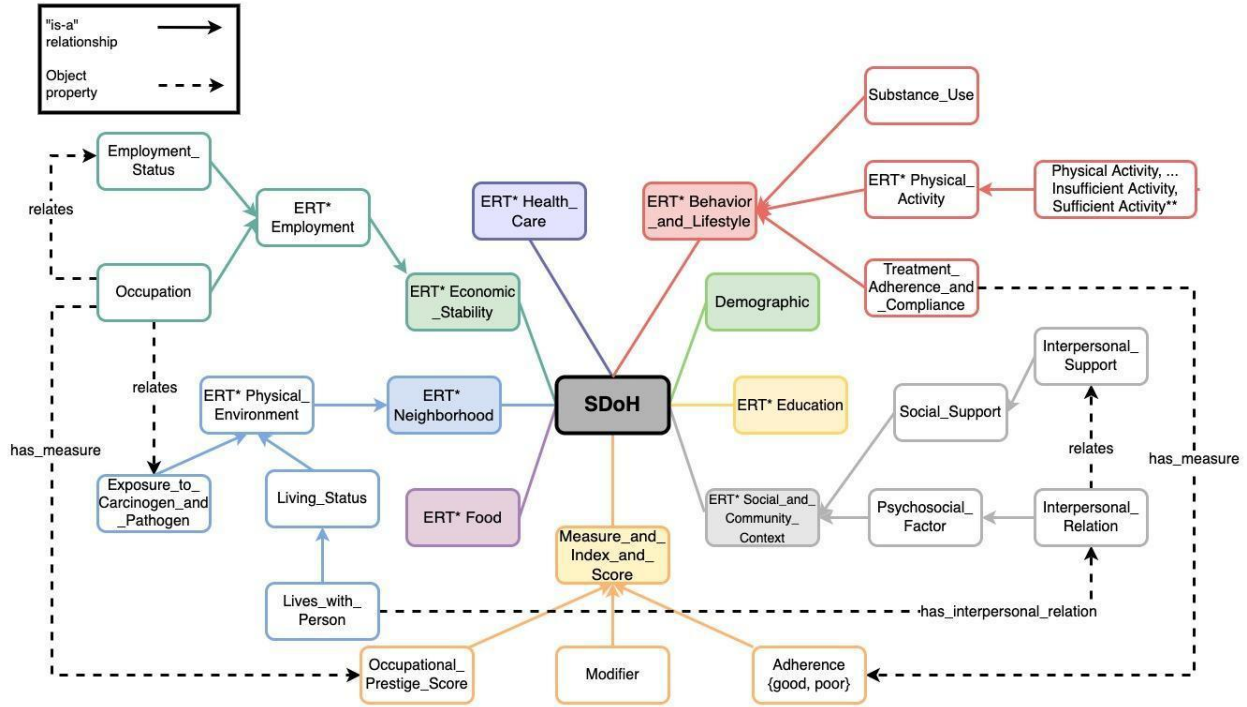 "is-a"
relationship
Object
property
Substance_Use
Employment_
Status
ERT* Physical_
Activity
Physical Activity, ...
Insufficient Activity,
Sufficient Activity**
relates
ERT*
Employment
ERT* Health_
Care
ERT* Behavior
_and_Lifestyle
Occupation
ERT* Economic
_Stability
Demographic
Treatment_
Adherence_and
_Compliance
relates
ERT* Physical_
Environment
ERT*
Neighborhood
SDoH
ERT* Education
Interpersonal_
Support
Social_Support
has_measure
relates
has_measure
Exposure_to_
Carcinogen_and
_Pathogen
Living_Status
ERT* Food
ERT* Social_and_
Community_
Context
Psychosocial_
Factor
Interpersonal_
Relation
Measure_and_
Index_and_
Score
Lives_with_
Person
has_interpersonal_relation
Occupational_
Prestige_Score
Modifier
Adherence
{good, poor}